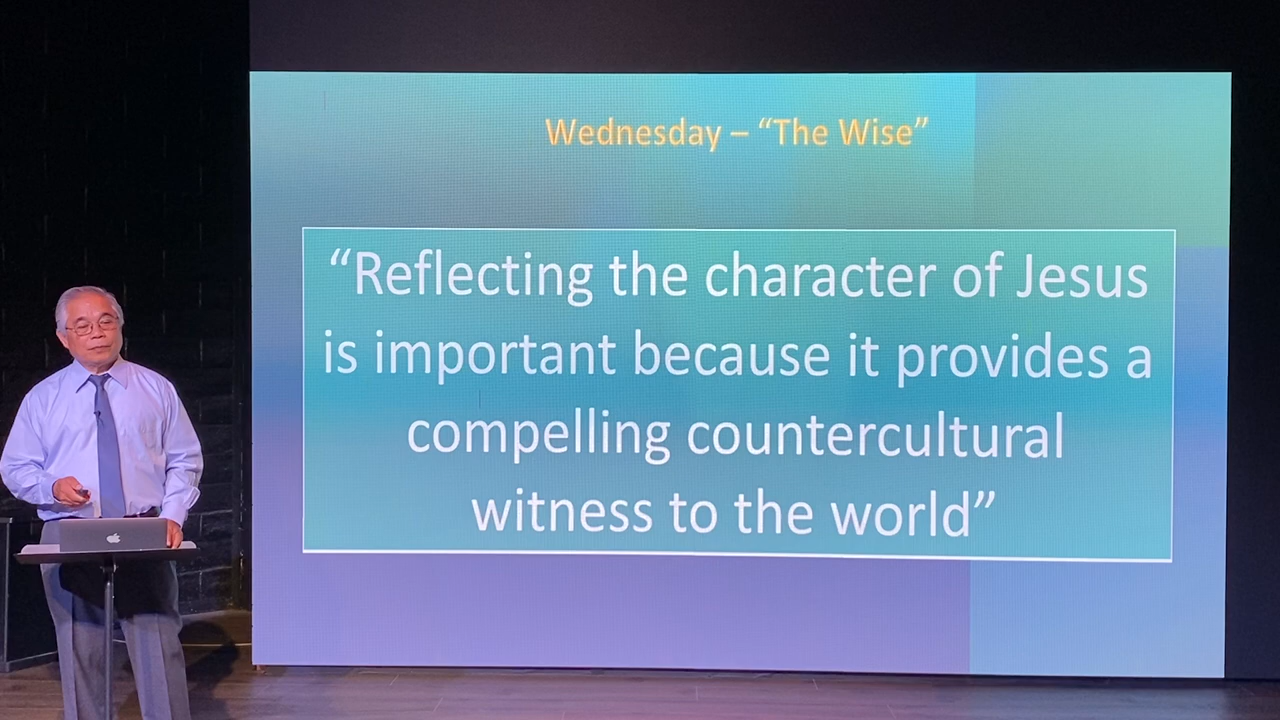 Wednesday – “The Wise”
“Reflecting the character of Jesus
is important because it provides a
compelling countercultural
witness to the world”